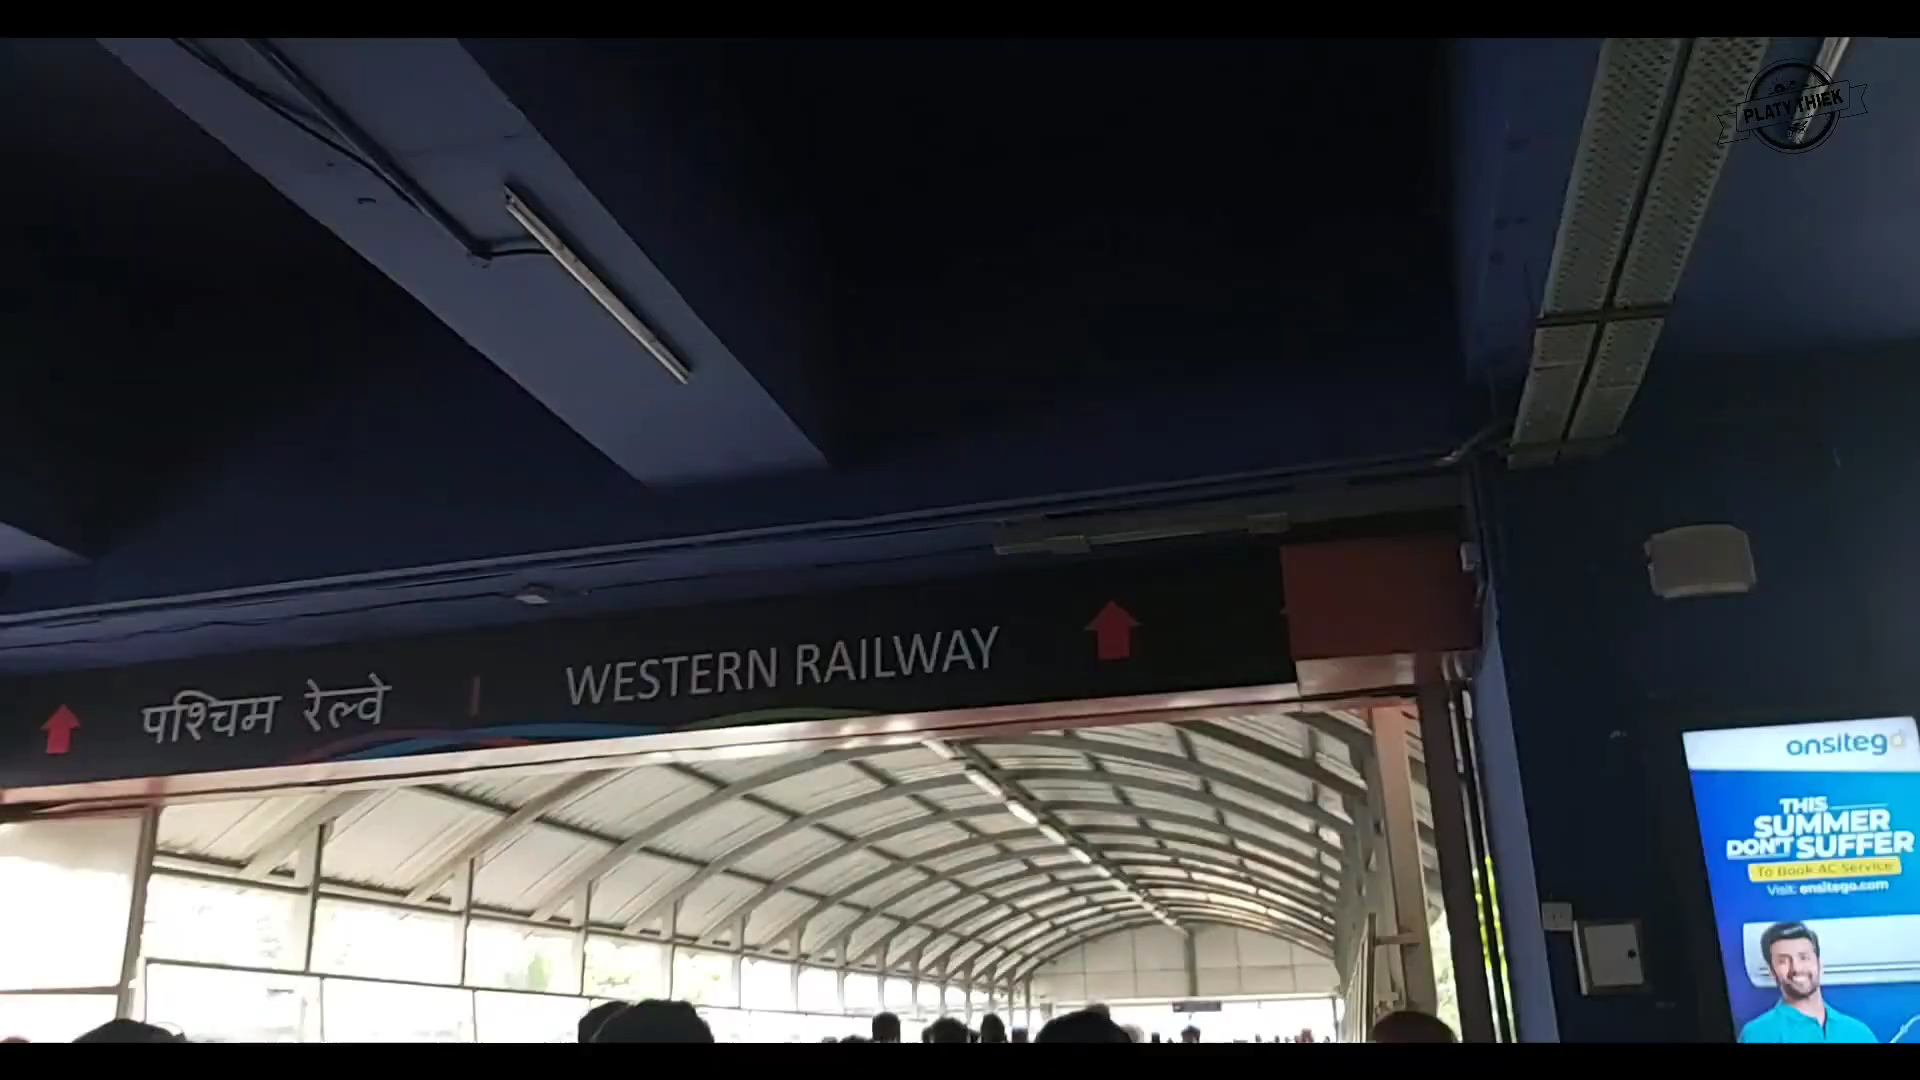 PLATY THIEK
पश्चिम रेल्वे | WESTERN RAILWAY
onsitego
THIS
SUMMER
DON'T SUFFER
To Book AC Service
Visit: onsitego.com